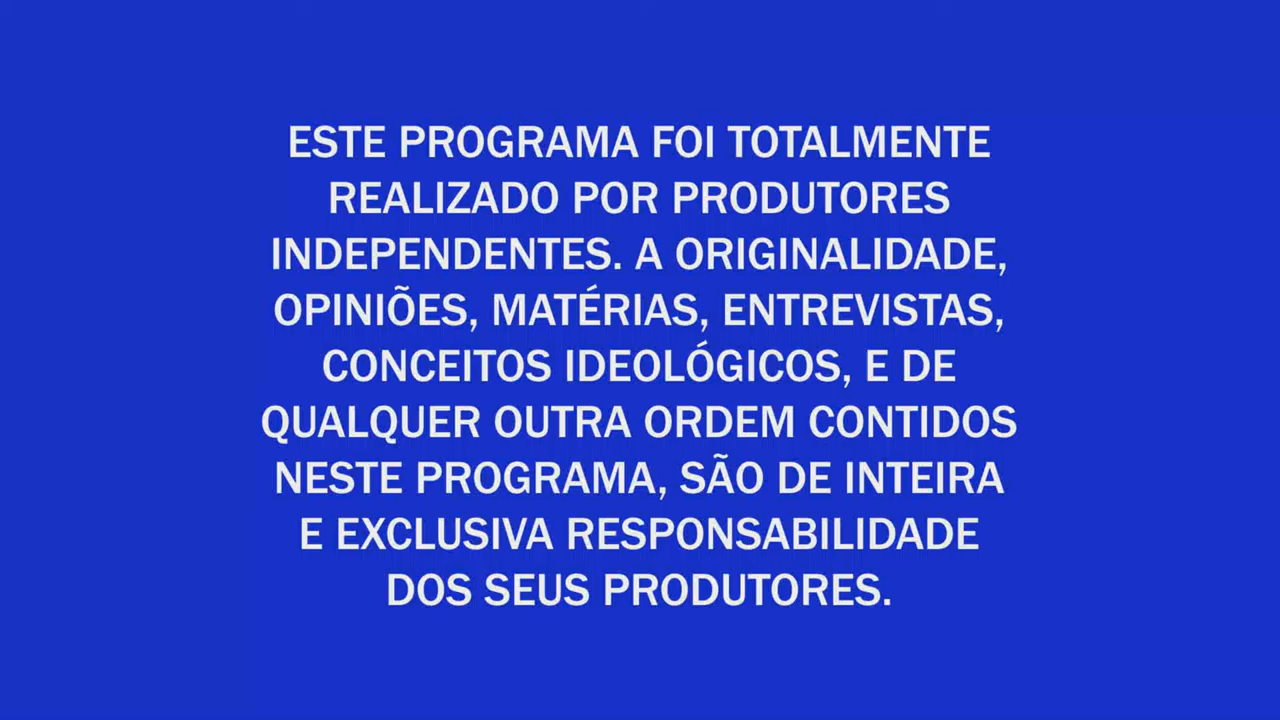 ESTE PROGRAMA FOI TOTALMENTE
REALIZADO POR PRODUTORES
INDEPENDENTES. A ORIGINALIDADE,
OPINIÕES, MATÉRIAS, ENTREVISTAS,
CONCEITOS IDEOLÓGICOS, E DE
QUALQUER OUTRA ORDEM CONTIDOS
NESTE PROGRAMA, SÃO DE INTEIRA
E EXCLUSIVA RESPONSABILIDADE
DOS SEUS PRODUTORES.